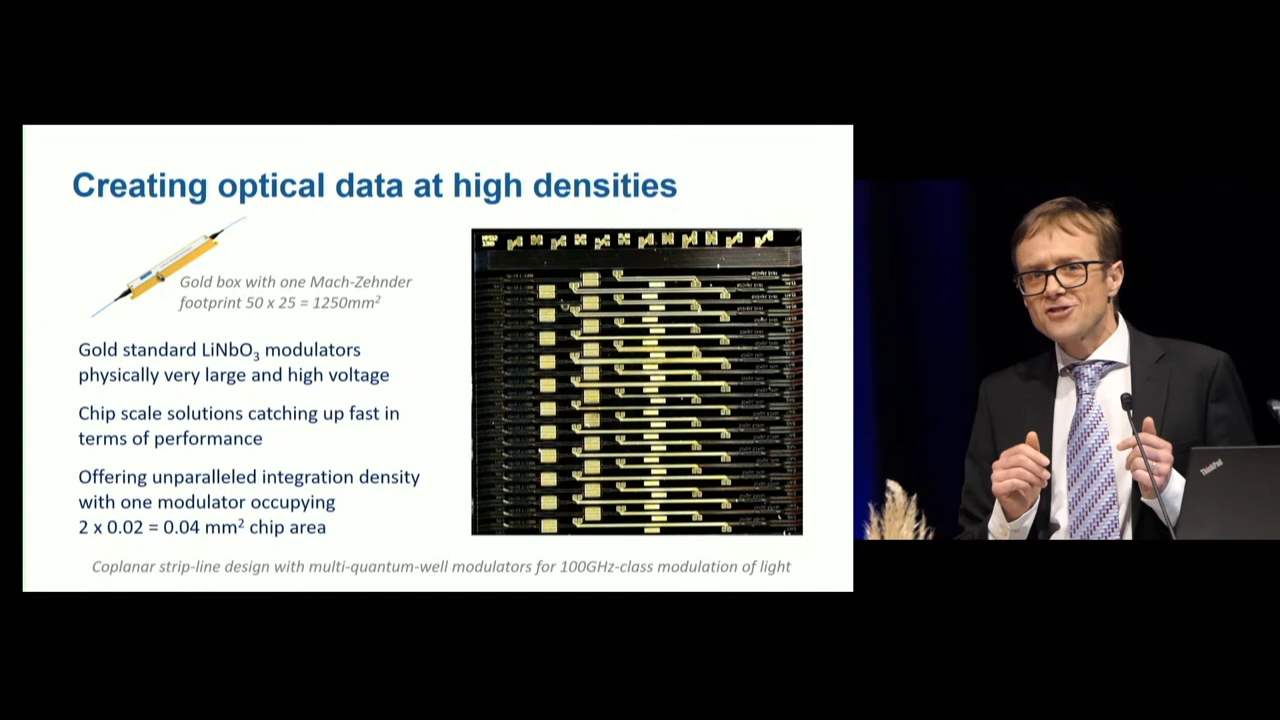 Creating optical data at high densities
Gold box with one Mach-Zehnder
footprint 50 x 25 = 1250mm²
Gold standard LiNbO₃ modulators
physically very large and high voltage
Chip scale solutions catching up fast in
terms of performance
Offering unparalleled integration density
with one modulator occupying
2 x 0.02 = 0.04 mm² chip area
Coplanar strip-line design with multi-quantum-well modulators for 100GHz-class modulation of light
ThinkPad